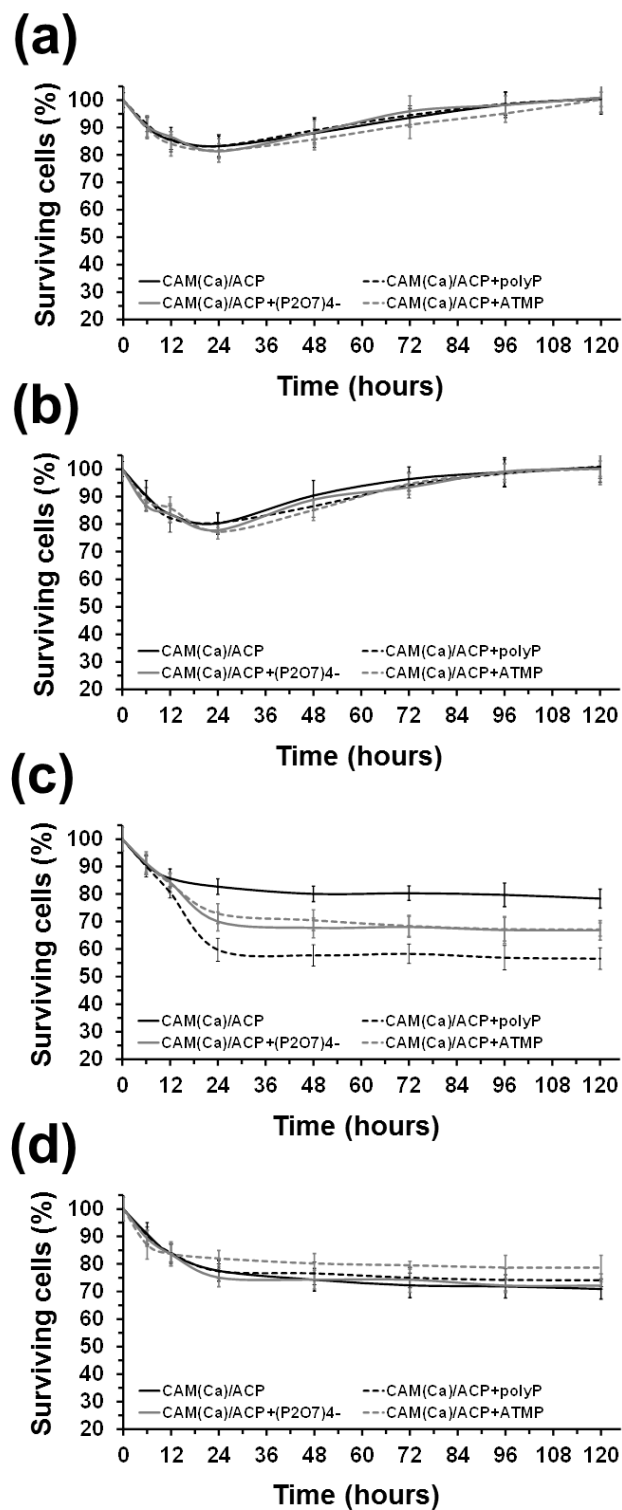 (a)
Surviving cells (%)
100
90
80
70
60
50
40
30
20
CAM(Ca)/ACP
CAM(Ca)/ACP+polyP
CAM(Ca)/ACP+(P2O7)4-
CAM(Ca)/ACP+ATMP
0 12 24 36 48 60 72 84 96 108 120
Time (hours)
(b)
Surviving cells (%)
100
90
80
70
60
50
40
30
20
CAM(Ca)/ACP
CAM(Ca)/ACP+polyP
CAM(Ca)/ACP+(P2O7)4-
CAM(Ca)/ACP+ATMP
0 12 24 36 48 60 72 84 96 108 120
Time (hours)
(c)
Surviving cells (%)
100
90
80
70
60
50
40
30
20
CAM(Ca)/ACP
CAM(Ca)/ACP+polyP
CAM(Ca)/ACP+(P2O7)4-
CAM(Ca)/ACP+ATMP
0 12 24 36 48 60 72 84 96 108 120
Time (hours)
(d)
Surviving cells (%)
100
90
80
70
60
50
40
30
20
CAM(Ca)/ACP
CAM(Ca)/ACP+polyP
CAM(Ca)/ACP+(P2O7)4-
CAM(Ca)/ACP+ATMP
0 12 24 36 48 60 72 84 96 108 120
Time (hours)